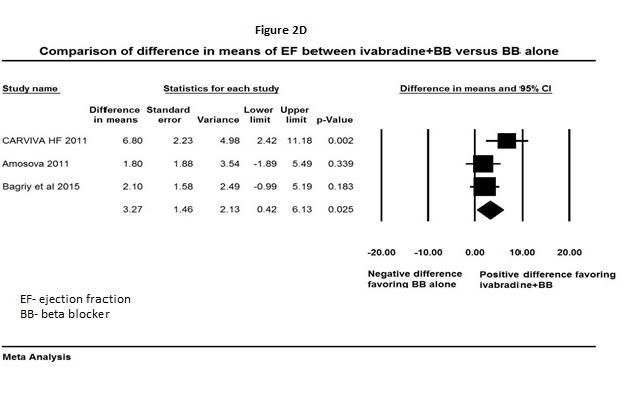 Figure 2D
Comparison of difference in means of EF between ivabradine+BB versus BB alone
Study name Statistics for each study Difference in means and 95% CI
Difference Standard Lower Upper
in means error Variance limit limit p-Value
CARVIVA HF 2011 6.80 2.23 4.98 2.42 11.18 0.002
Amosova 2011 1.80 1.88 3.54 -1.89 5.49 0.339
Bagriy et al 2015 2.10 1.58 2.49 -0.99 5.19 0.183
3.27 1.46 2.13 0.42 6.13 0.025
-20.00 -10.00 0.00 10.00 20.00
Negative difference Positive difference favoring
favoring BB alone ivabradine+BB
EF- ejection fraction
BB- beta blocker
Meta Analysis